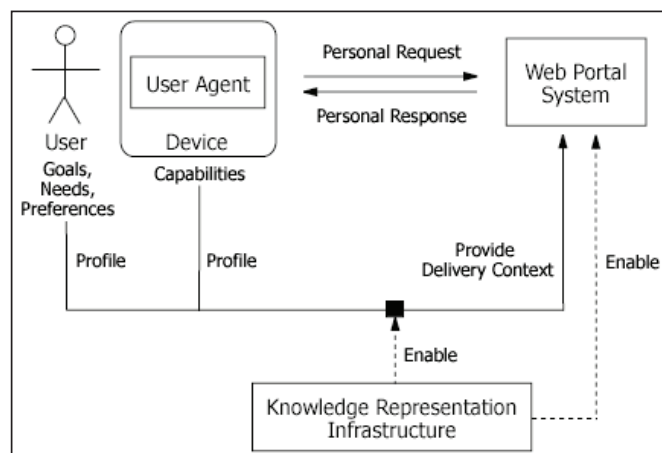 User Agent
Device
Capabilities
User
Goals,
Needs,
Preferences
Personal Request
Personal Response
Web Portal
System
Profile
Profile
Provide
Delivery Context
Enable
Enable
Knowledge Representation
Infrastructure